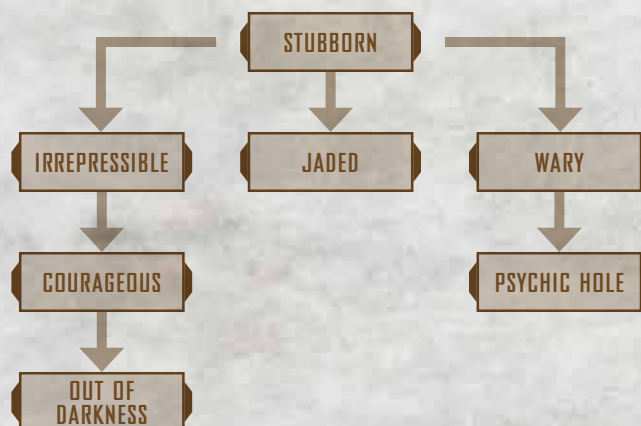 STUBBORN
IRREPRESSIBLE
JADED
WARY
COURAGEOUS
PSYCHIC HOLE
OUT OF
DARKNESS